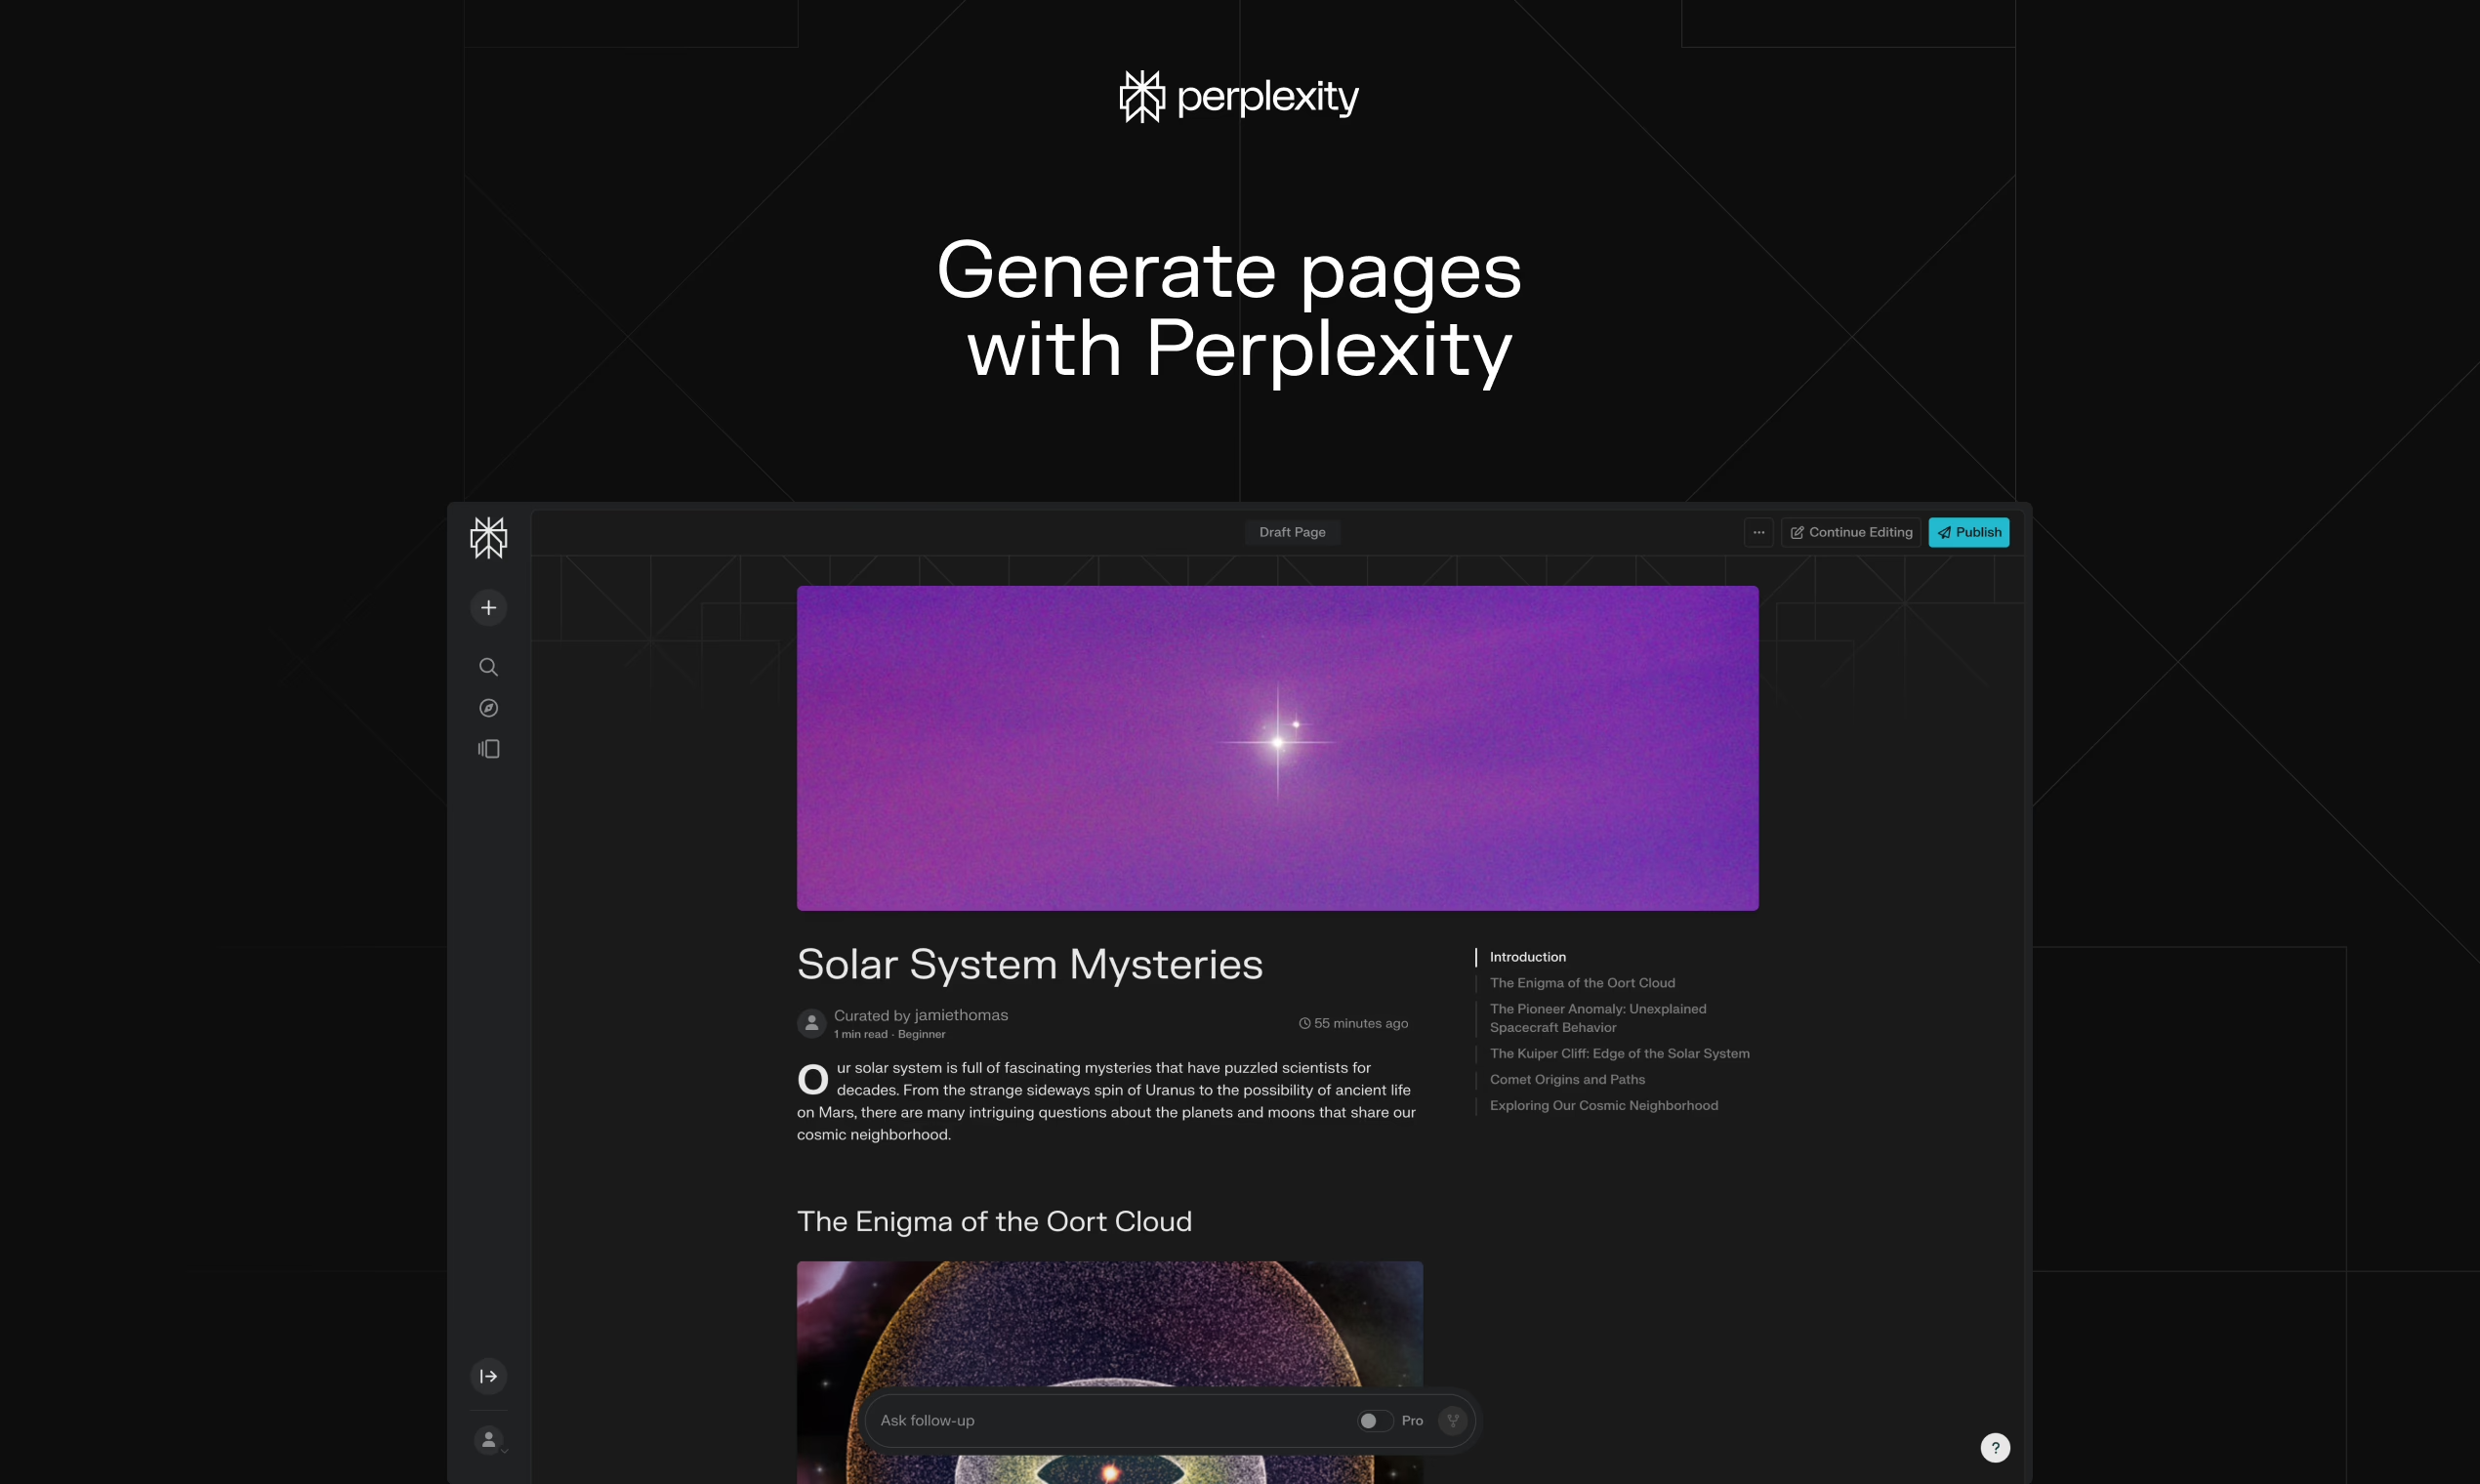 perplexity
Generate pages
with Perplexity
Draft Page
Continue Editing
Publish
Solar System Mysteries
Curated by jamiethomas
1 min read · Beginner
55 minutes ago
Our solar system is full of fascinating mysteries that have puzzled scientists for
decades. From the strange sideways spin of Uranus to the possibility of ancient life
on Mars, there are many intriguing questions about the planets and moons that share our
cosmic neighborhood.
Introduction
The Enigma of the Oort Cloud
The Pioneer Anomaly: Unexplained
Spacecraft Behavior
The Kuiper Cliff: Edge of the Solar System
Comet Origins and Paths
Exploring Our Cosmic Neighborhood
The Enigma of the Oort Cloud
Ask follow-up
Pro
?